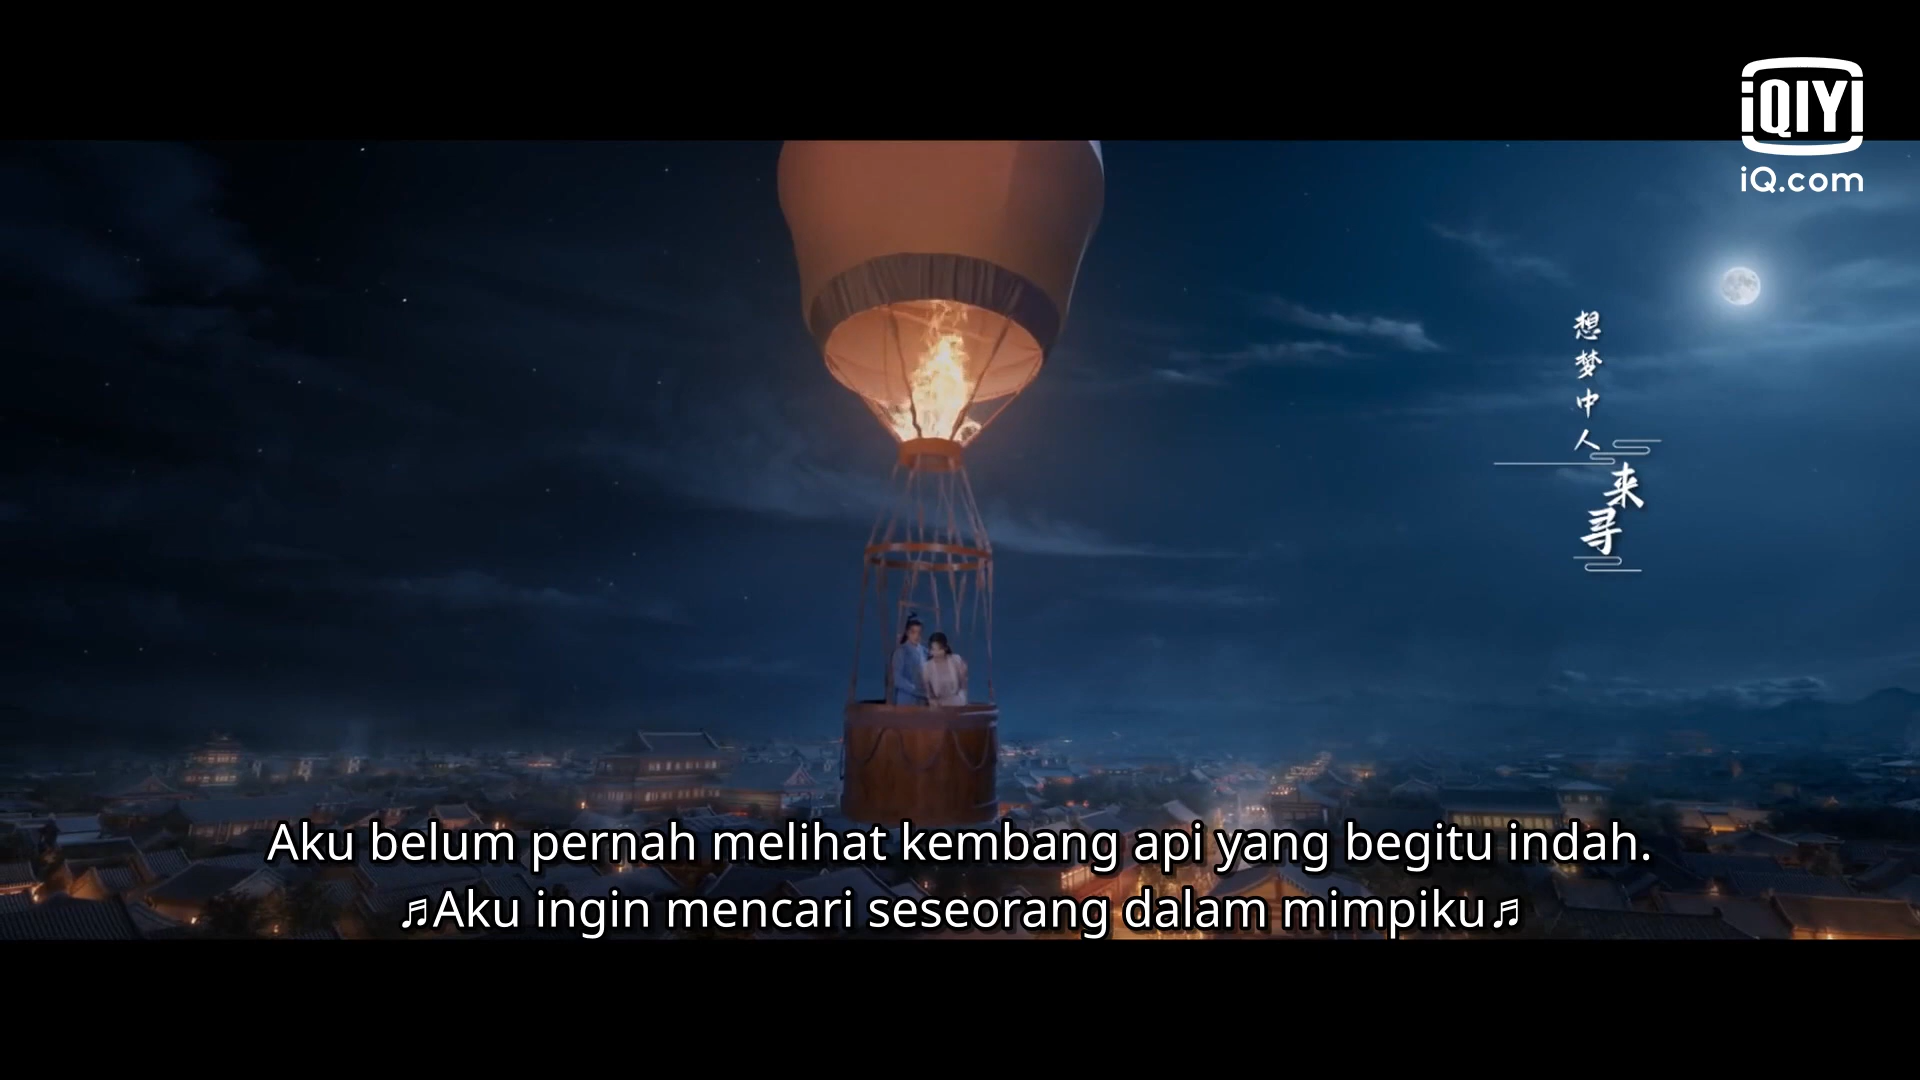 iQIYI
iQ.com
想梦中人
来寻
Aku belum pernah melihat kembang api yang begitu indah.
♬Aku ingin mencari seseorang dalam mimpiku♬